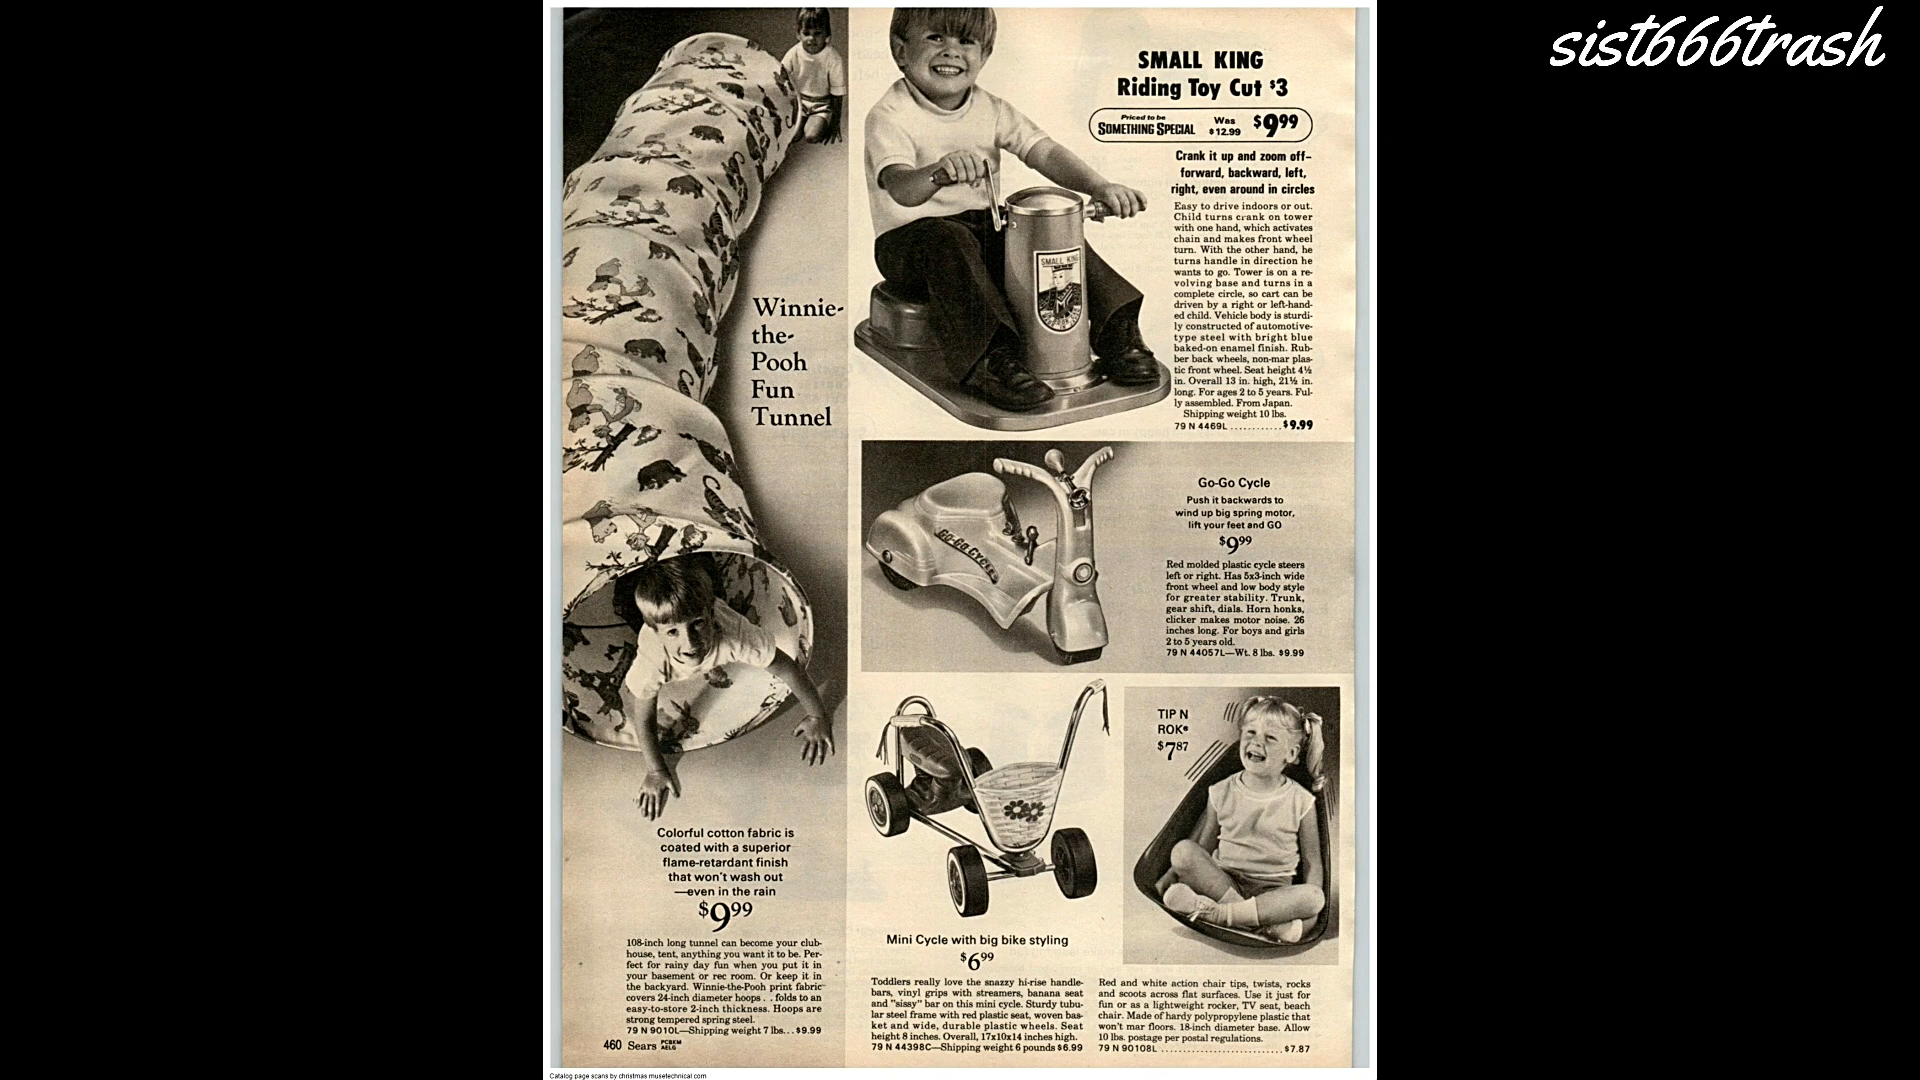 sist666trash
SMALL KING
Riding Toy Cut $3
Priced to be
SOMETHING SPECIAL
Was
$12.99
$9.99
Crank it up and zoom off–
forward, backward, left,
right, even around in circles
Easy to drive indoors or out.
Child turns crank on tower
with one hand, which activates
chain and makes front wheel
turn. With the other hand, he
turns handle in direction he
wants to go. Tower is on a re-
volving base and turns in a
complete circle, so cart can be
driven by a right or left-hand-
ed child. Vehicle body is sturdi-
ly constructed of automotive-
type steel with bright blue
baked-on enamel finish. Rub-
ber back wheels, non-mar plas-
tic front wheel. Seat height 4½
in. Overall 13 in. high, 21½ in.
long. For ages 2 to 5 years. Ful-
ly assembled. From Japan.
Shipping weight 10 lbs.
79 N 4469L ............ $9.99
SMALL KING
Winnie-
the-
Pooh
Fun
Tunnel
Go-Go Cycle
Push it backwards to
wind up big spring motor,
lift your feet and GO
$9.99
Red molded plastic cycle steers
left or right. Has 5x3-inch wide
front wheel and low body style
for greater stability. Trunk,
gear shift, dials. Horn honks,
clicker makes motor noise. 26
inches long. For boys and girls
2 to 5 years old.
79 N 44057L—Wt. 8 lbs. $9.99
GO-GO CYCLE
TIP N
ROK®
$7.87
Colorful cotton fabric is
coated with a superior
flame-retardant finish
that won't wash out
—even in the rain
$9.99
108-inch long tunnel can become your club-
house, tent, anything you want it to be. Per-
fect for rainy day fun when you put it in
your basement or rec room. Or keep it in
the backyard. Winnie-the-Pooh print fabric
covers 24-inch diameter hoops . . folds to an
easy-to-store 2-inch thickness. Hoops are
strong tempered spring steel.
79 N 9010L—Shipping weight 7 lbs... $9.99
Mini Cycle with big bike styling
$6.99
Toddlers really love the snazzy hi-rise handle-
bars, vinyl grips with streamers, banana seat
and "sissy" bar on this mini cycle. Sturdy tubu-
lar steel frame with red plastic seat, woven bas-
ket and wide, durable plastic wheels. Seat
height 8 inches. Overall, 17x10x14 inches high.
79 N 44398C—Shipping weight 6 pounds $6.99
Red and white action chair tips, twists, rocks
and scoots across flat surfaces. Use it just for
fun or as a lightweight rocker, TV seat, beach
chair. Made of hardy polypropylene plastic that
won't mar floors. 18-inch diameter base. Allow
10 lbs. postage per postal regulations.
79 N 90108L ............................ $7.87
460 Sears PCBKM
AELG
Catalog page scans by christmas.musetechnical.com